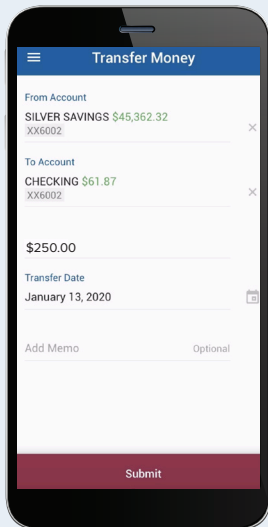 Transfer Money
From Account
SILVER SAVINGS $45,362.32
XX6002
To Account
CHECKING $61.87
XX6002
$250.00
Transfer Date
January 13, 2020
Add Memo Optional
Submit